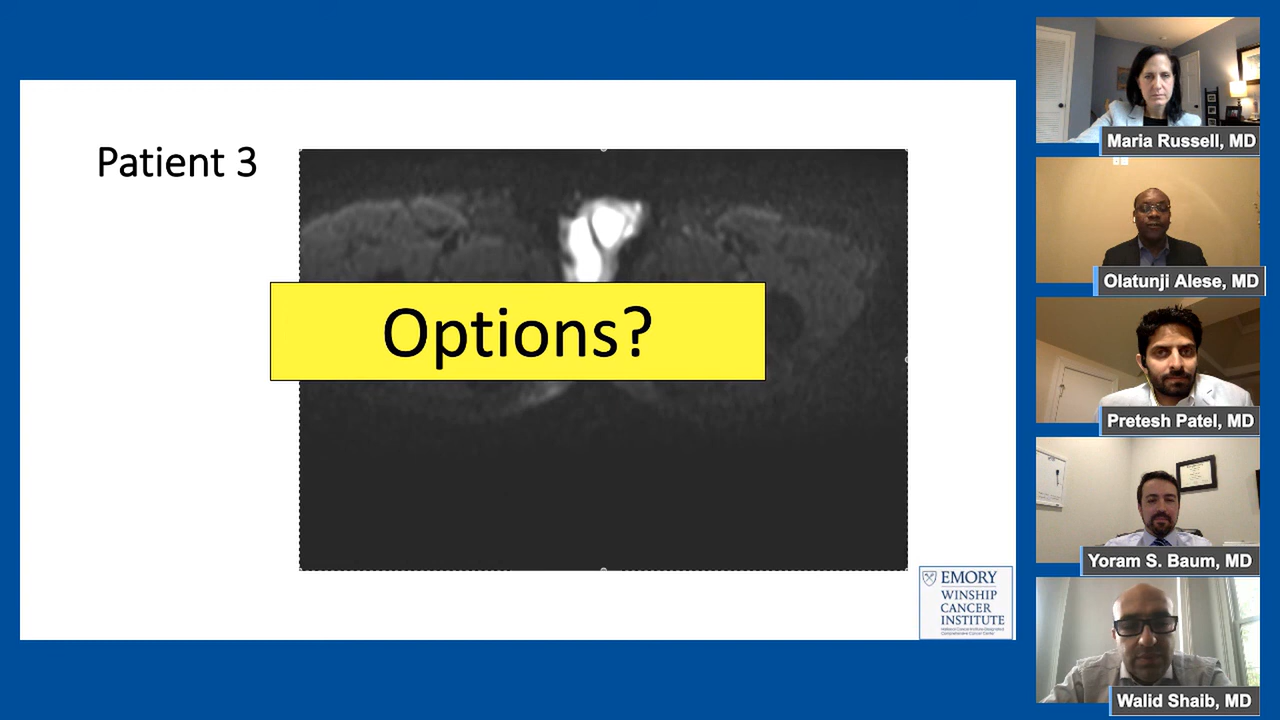 Patient 3
Options?
EMORY
WINSHIP
CANCER
INSTITUTE
Maria Russell, MD
Olatunji Alese, MD
Pretesh Patel, MD
Yoram S. Baum, MD
Walid Shaib, MD